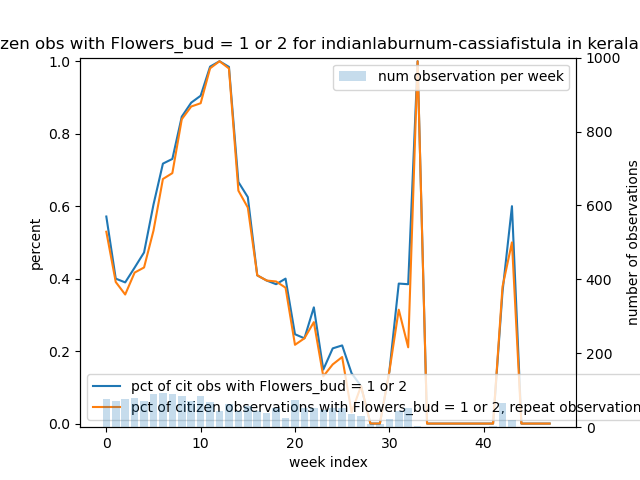 zen obs with Flowers_bud = 1 or 2 for indianlaburnum-cassiafistula in kerala
num observation per week
percent
number of observations
1.0
0.8
0.6
0.4
0.2
0.0
1000
800
600
400
200
0
pct of cit obs with Flowers_bud = 1 or 2
pct of citizen observations with Flowers_bud = 1 or 2, repeat observation
0 10 20 30 40
week index